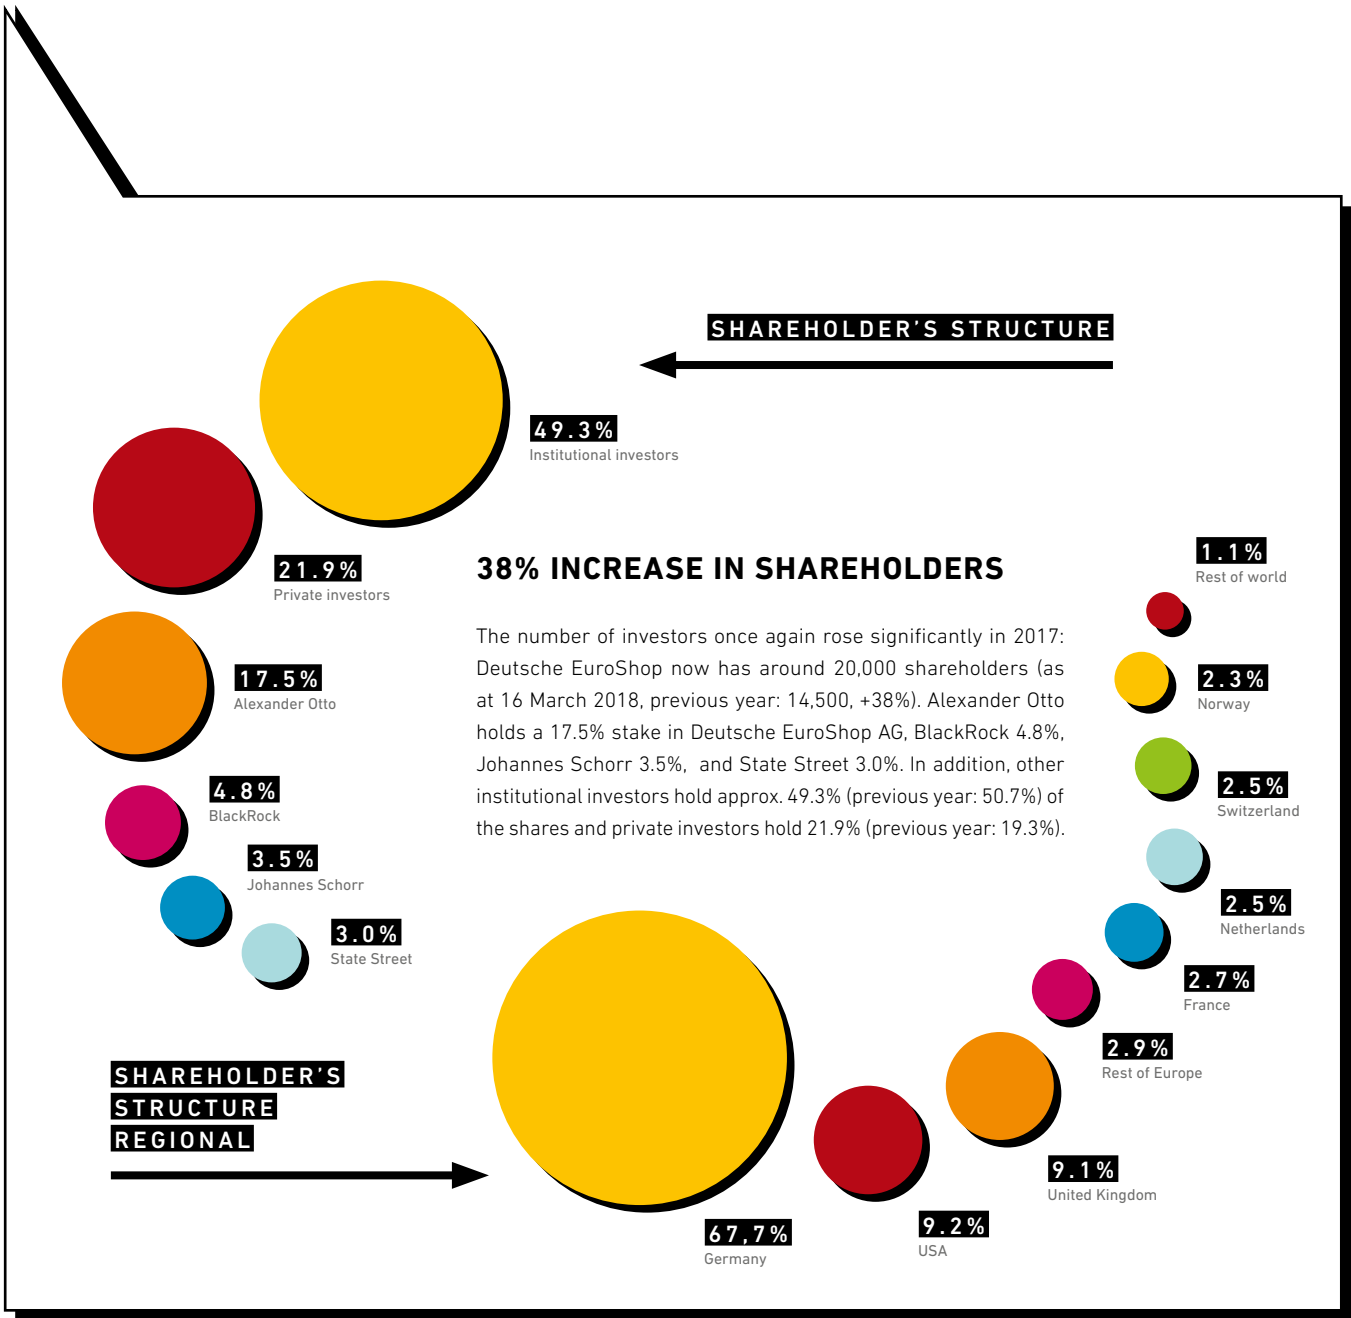 SHAREHOLDER'S STRUCTURE
49.3%
Institutional investors
21.9%
Private investors
17.5%
Alexander Otto
4.8%
BlackRock
3.5%
Johannes Schorr
3.0%
State Street
38% INCREASE IN SHAREHOLDERS
The number of investors once again rose significantly in 2017:
Deutsche EuroShop now has around 20,000 shareholders (as
at 16 March 2018, previous year: 14,500, +38%). Alexander Otto
holds a 17.5% stake in Deutsche EuroShop AG, BlackRock 4.8%,
Johannes Schorr 3.5%, and State Street 3.0%. In addition, other
institutional investors hold approx. 49.3% (previous year: 50.7%) of
the shares and private investors hold 21.9% (previous year: 19.3%).
1.1%
Rest of world
2.3%
Norway
2.5%
Switzerland
2.5%
Netherlands
2.7%
France
2.9%
Rest of Europe
9.1%
United Kingdom
9.2%
USA
67,7%
Germany
SHAREHOLDER'S
STRUCTURE
REGIONAL